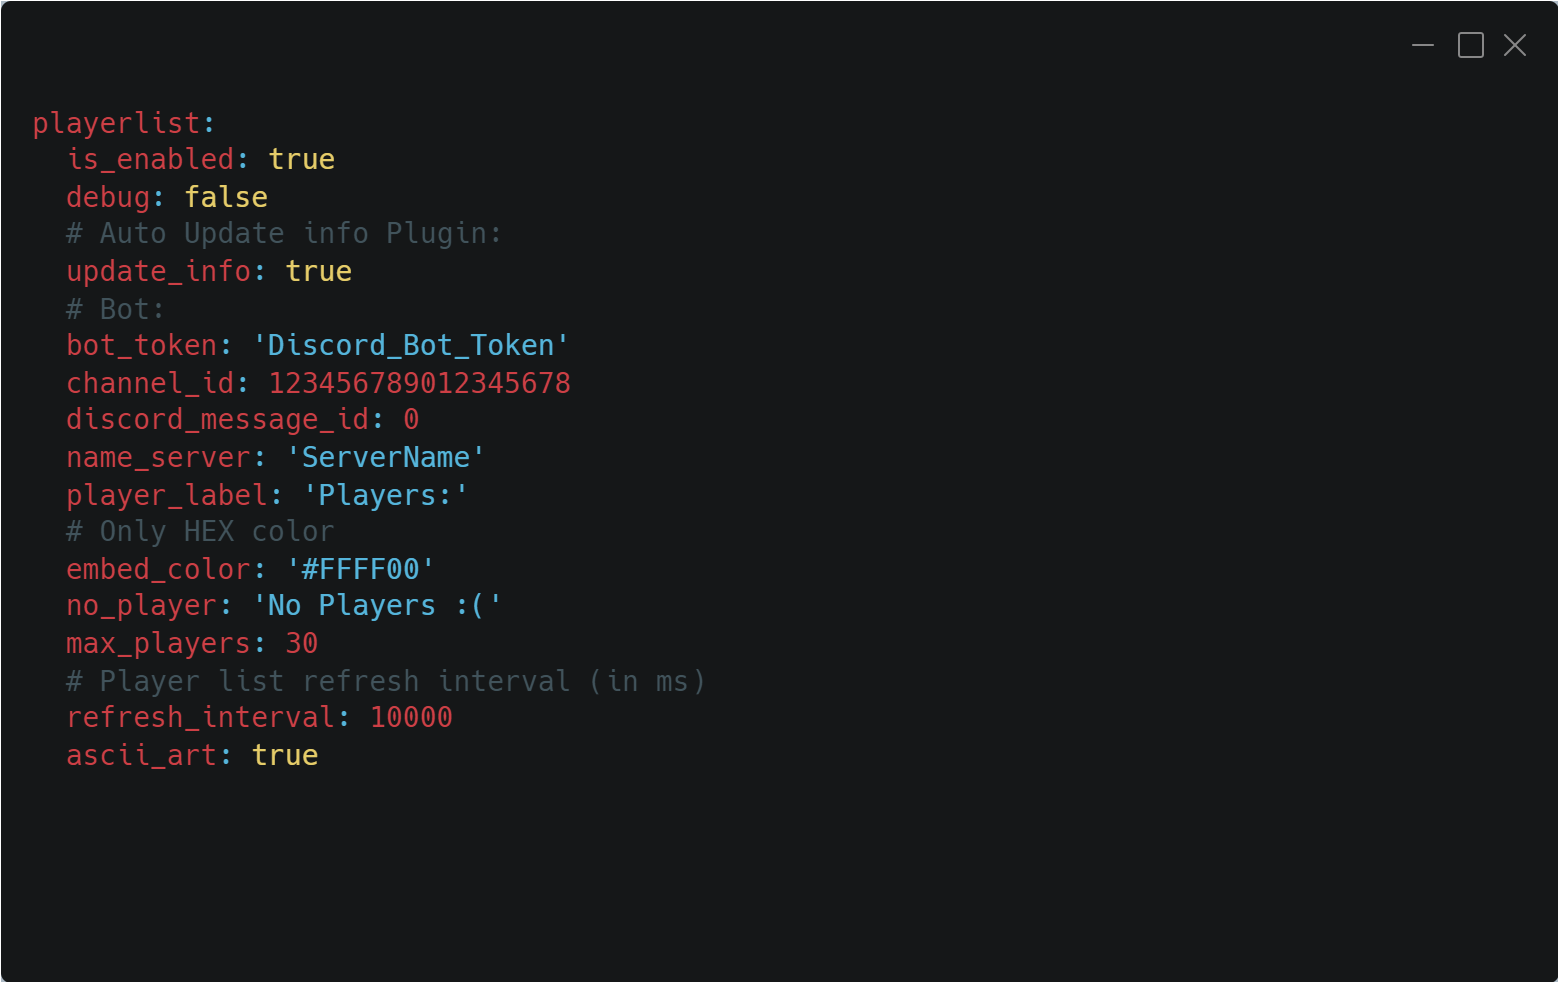 playerlist:
  is_enabled: true
  debug: false
  # Auto Update info Plugin:
  update_info: true
  # Bot:
  bot_token: 'Discord_Bot_Token'
  channel_id: 123456789012345678
  discord_message_id: 0
  name_server: 'ServerName'
  player_label: 'Players:'
  # Only HEX color
  embed_color: '#FFFF00'
  no_player: 'No Players :('
  max_players: 30
  # Player list refresh interval (in ms)
  refresh_interval: 10000
  ascii_art: true